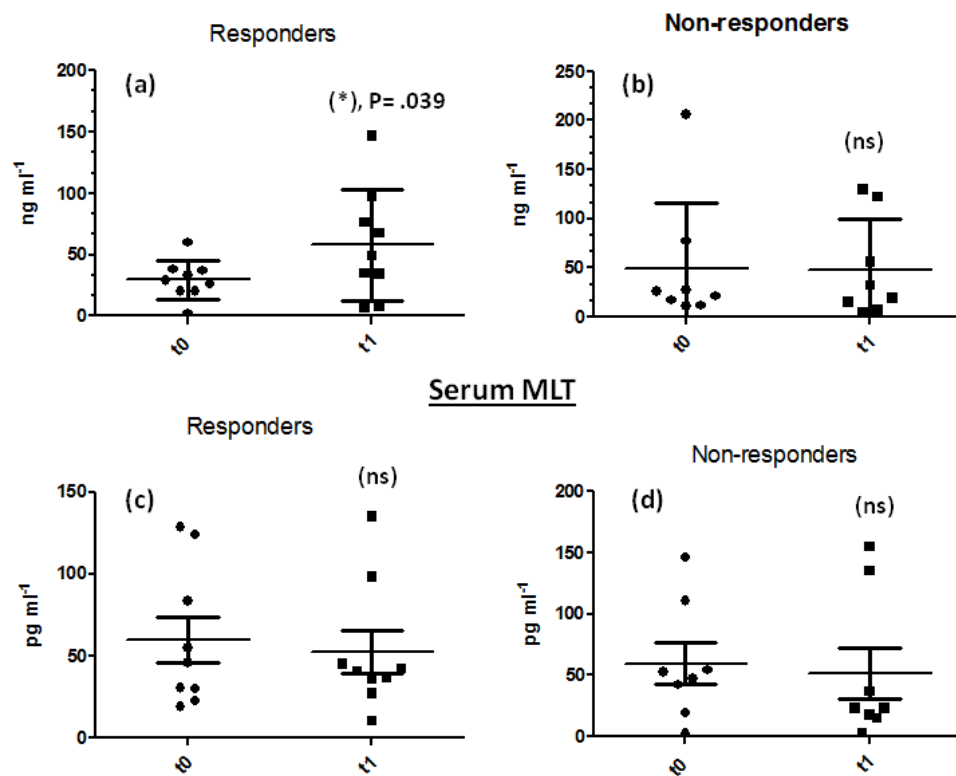 Responders
(a)
(*), P= .039
ng ml-1
200
150
100
50
0
t0
t1
Non-responders
(b)
(ns)
ng ml-1
250
200
150
100
50
0
t0
t1
Serum MLT
Responders
(c)
(ns)
pg ml-1
150
100
50
0
t0
t1
Non-responders
(d)
(ns)
pg ml-1
200
150
100
50
0
t0
t1